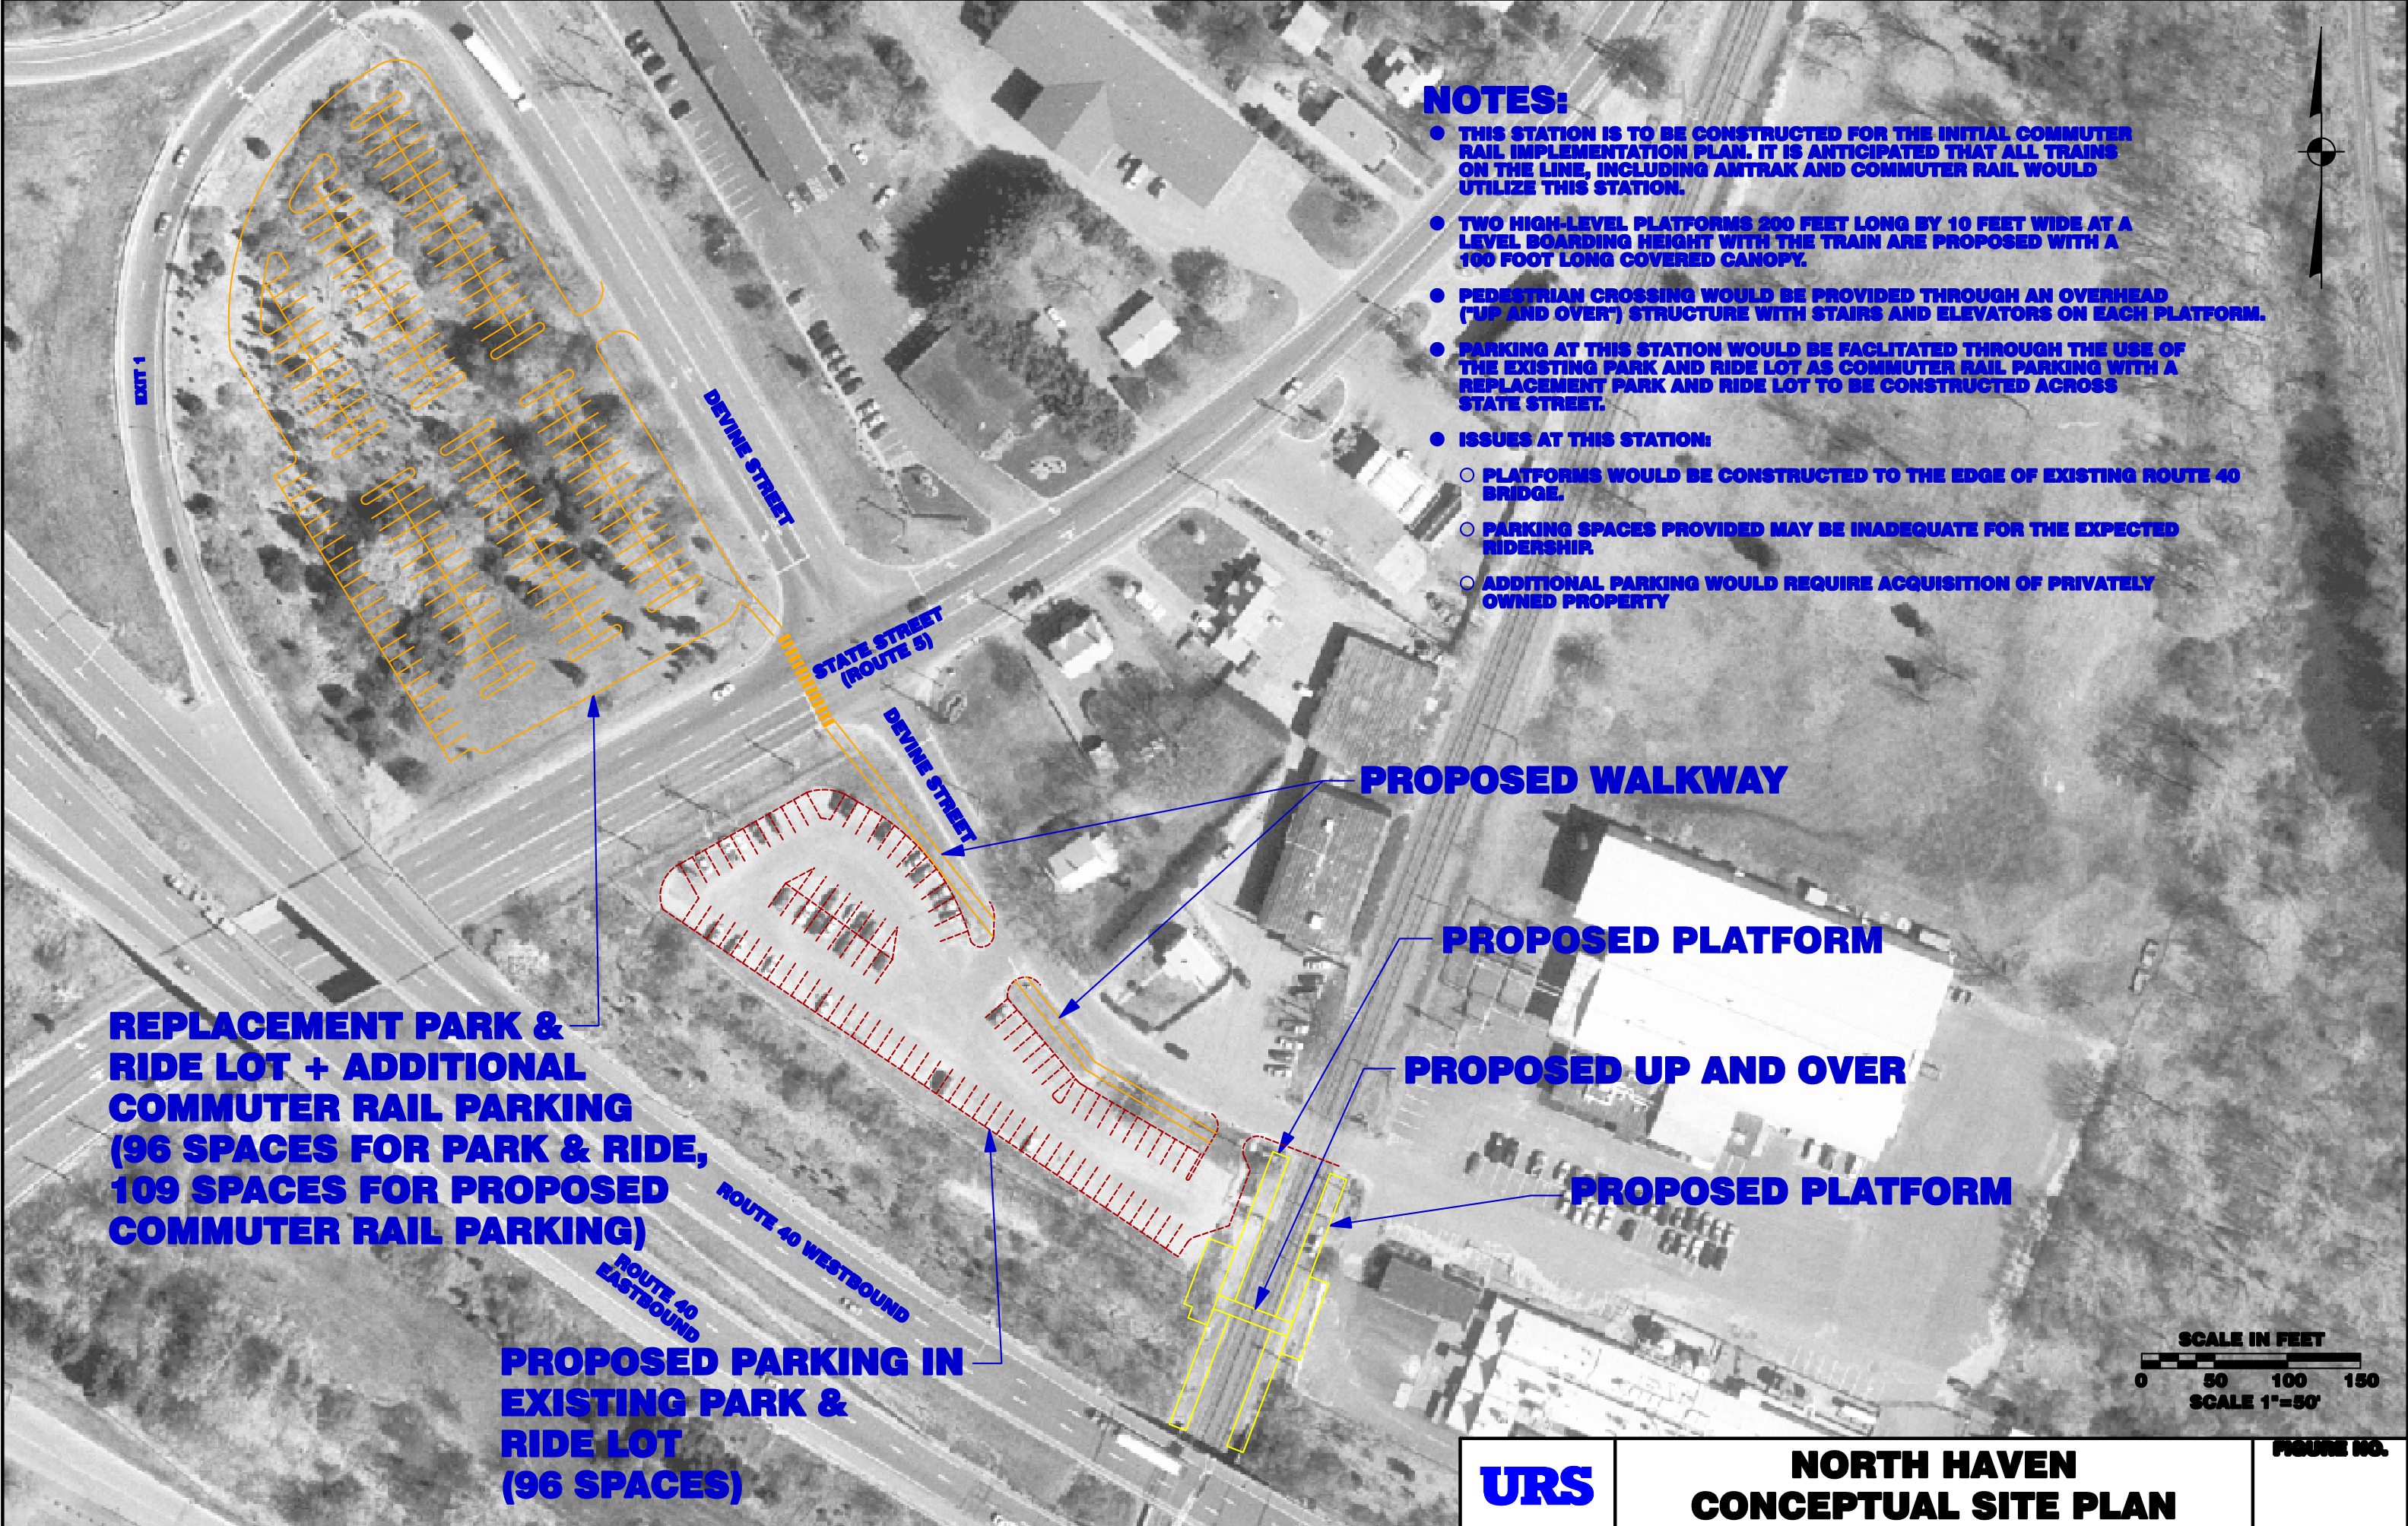 NOTES:
● THIS STATION IS TO BE CONSTRUCTED FOR THE INITIAL COMMUTER
RAIL IMPLEMENTATION PLAN. IT IS ANTICIPATED THAT ALL TRAINS
ON THE LINE, INCLUDING AMTRAK AND COMMUTER RAIL WOULD
UTILIZE THIS STATION.
● TWO HIGH-LEVEL PLATFORMS 200 FEET LONG BY 10 FEET WIDE AT A
LEVEL BOARDING HEIGHT WITH THE TRAIN ARE PROPOSED WITH A
100 FOOT LONG COVERED CANOPY.
● PEDESTRIAN CROSSING WOULD BE PROVIDED THROUGH AN OVERHEAD
("UP AND OVER") STRUCTURE WITH STAIRS AND ELEVATORS ON EACH PLATFORM.
● PARKING AT THIS STATION WOULD BE FACLITATED THROUGH THE USE OF
THE EXISTING PARK AND RIDE LOT AS COMMUTER RAIL PARKING WITH A
REPLACEMENT PARK AND RIDE LOT TO BE CONSTRUCTED ACROSS
STATE STREET.
● ISSUES AT THIS STATION:
○ PLATFORMS WOULD BE CONSTRUCTED TO THE EDGE OF EXISTING ROUTE 40
BRIDGE.
○ PARKING SPACES PROVIDED MAY BE INADEQUATE FOR THE EXPECTED
RIDERSHIP.
○ ADDITIONAL PARKING WOULD REQUIRE ACQUISITION OF PRIVATELY
OWNED PROPERTY
EXIT 1
DEVINE STREET
STATE STREET
(ROUTE 5)
DEVINE STREET
PROPOSED WALKWAY
PROPOSED PLATFORM
PROPOSED UP AND OVER
PROPOSED PLATFORM
REPLACEMENT PARK &
RIDE LOT + ADDITIONAL
COMMUTER RAIL PARKING
(96 SPACES FOR PARK & RIDE,
109 SPACES FOR PROPOSED
COMMUTER RAIL PARKING)
ROUTE 40 WESTBOUND
ROUTE 40
EASTBOUND
PROPOSED PARKING IN
EXISTING PARK &
RIDE LOT
(96 SPACES)
SCALE IN FEET
0 50 100 150
SCALE 1"=50'
URS
NORTH HAVEN
CONCEPTUAL SITE PLAN
FIGURE NO.